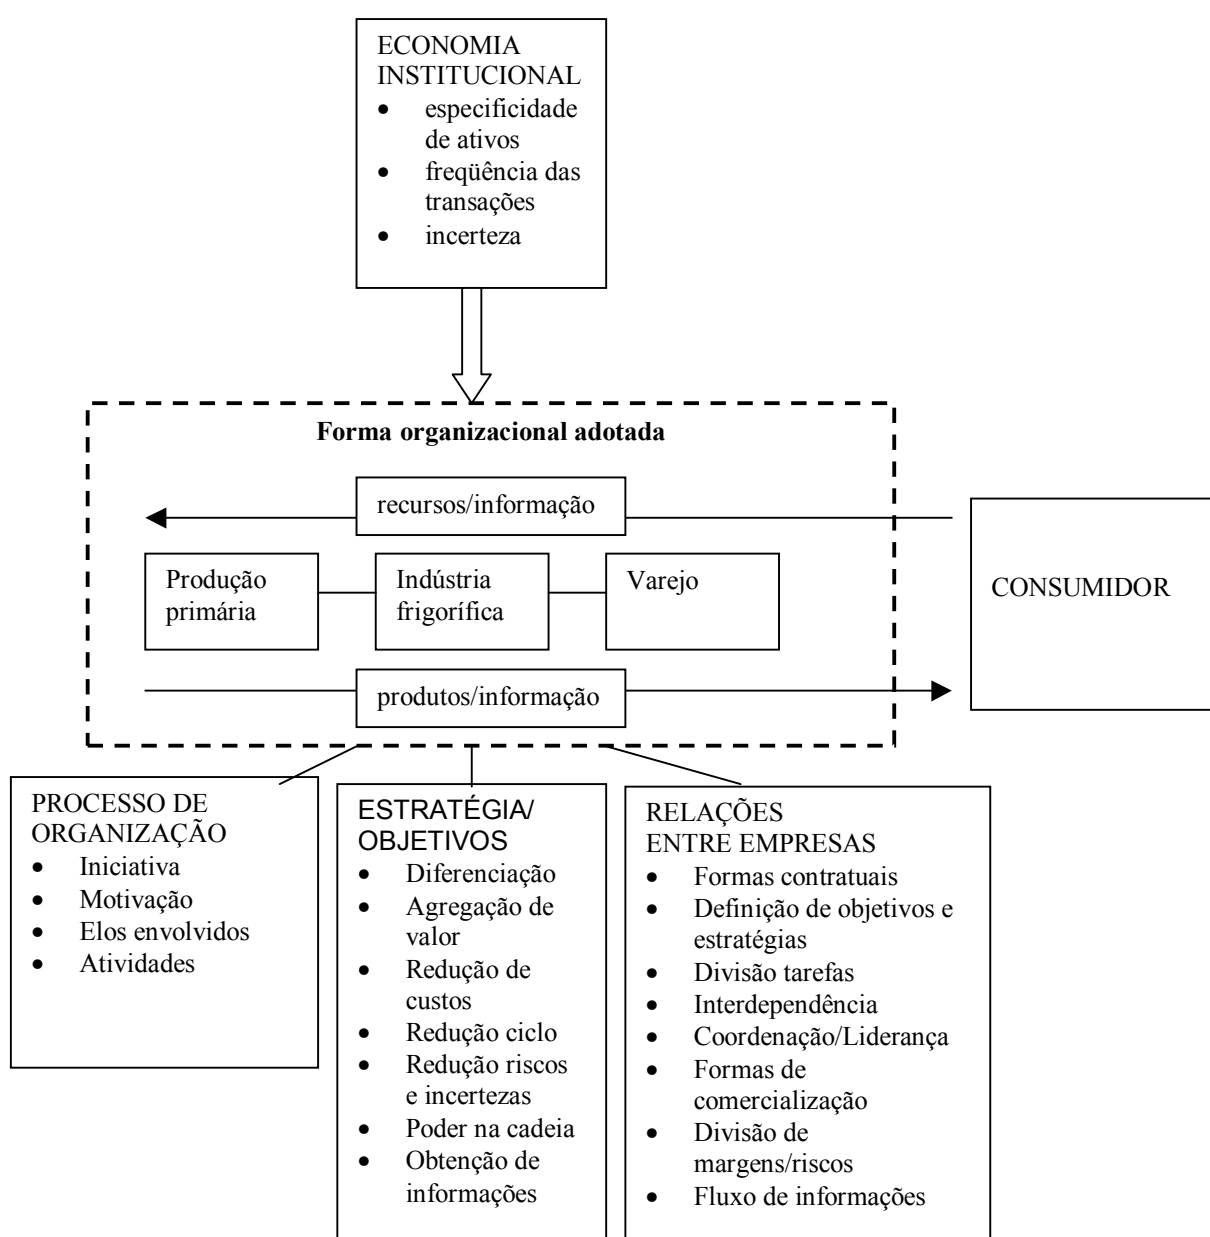 ECONOMIA
INSTITUCIONAL
• especificidade
de ativos
• freqüência das
transações
• incerteza
Forma organizacional adotada
recursos/informação
Produção
primária
Indústria
frigorífica
Varejo
CONSUMIDOR
produtos/informação
PROCESSO DE
ORGANIZAÇÃO
• Iniciativa
• Motivação
• Elos envolvidos
• Atividades
ESTRATÉGIA/
OBJETIVOS
• Diferenciação
• Agregação de
valor
• Redução de
custos
• Redução ciclo
• Redução riscos
e incertezas
• Poder na cadeia
• Obtenção de
informações
RELAÇÕES
ENTRE EMPRESAS
• Formas contratuais
• Definição de objetivos e
estratégias
• Divisão tarefas
• Interdependência
• Coordenação/Liderança
• Formas de
comercialização
• Divisão de
margens/riscos
• Fluxo de informações